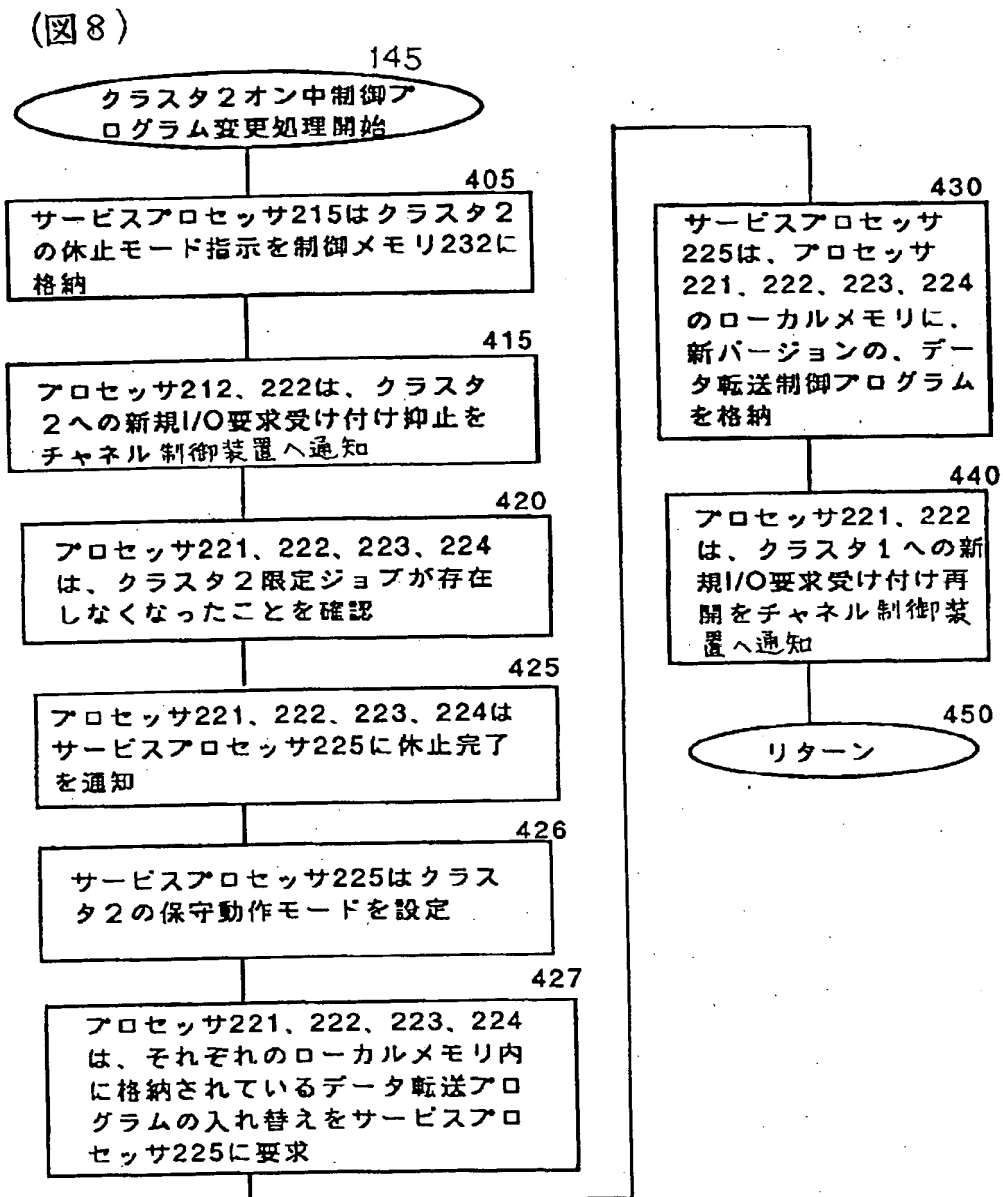 (図8)
145
クラスタ2オン中制御プ
ログラム変更処理開始
405
サービスプロセッサ215はクラスタ2
の休止モード指示を制御メモリ232に
格納
415
プロセッサ212、222は、クラスタ
2への新規I/O要求受け付け抑止を
チャネル制御装置へ通知
420
プロセッサ221、222、223、224
は、クラスタ2限定ジョブが存在
しなくなったことを確認
425
プロセッサ221、222、223、224は
サービスプロセッサ225に休止完了
を通知
426
サービスプロセッサ225はクラス
タ2の保守動作モードを設定
427
プロセッサ221、222、223、224
は、それぞれのローカルメモリ内
に格納されているデータ転送プロ
グラムの入れ替えをサービスプロ
セッサ225に要求
430
サービスプロセッサ
225は、プロセッサ
221、222、223、224
のローカルメモリに、
新バージョンの、デー
タ転送制御プログラム
を格納
440
プロセッサ221、222
は、クラスタ1への新
規I/O要求受け付け再
開をチャネル制御装
置へ通知
450
リターン